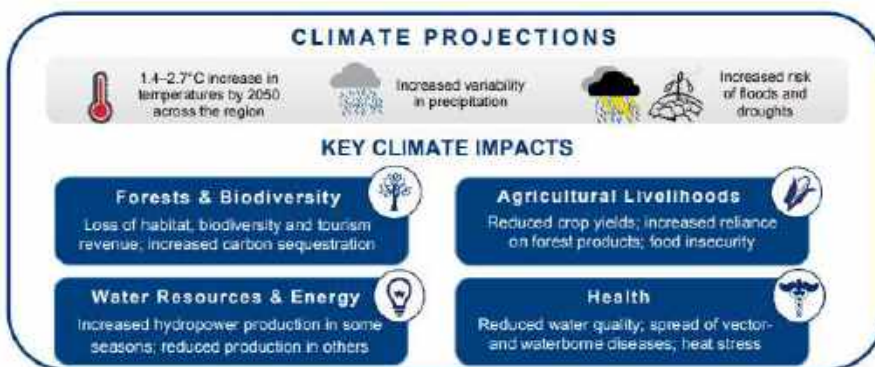 CLIMATE PROJECTIONS
1.4–2.7°C increase in
temperatures by 2050
across the region
Increased variability
in precipitation
Increased risk
of floods and
droughts
KEY CLIMATE IMPACTS
Forests & Biodiversity
Loss of habitat, biodiversity and tourism
revenue; increased carbon sequestration
Agricultural Livelihoods
Reduced crop yields; increased reliance
on forest products; food insecurity
Water Resources & Energy
Increased hydropower production in some
seasons; reduced production in others
Health
Reduced water quality; spread of vector-
and waterborne diseases; heat stress